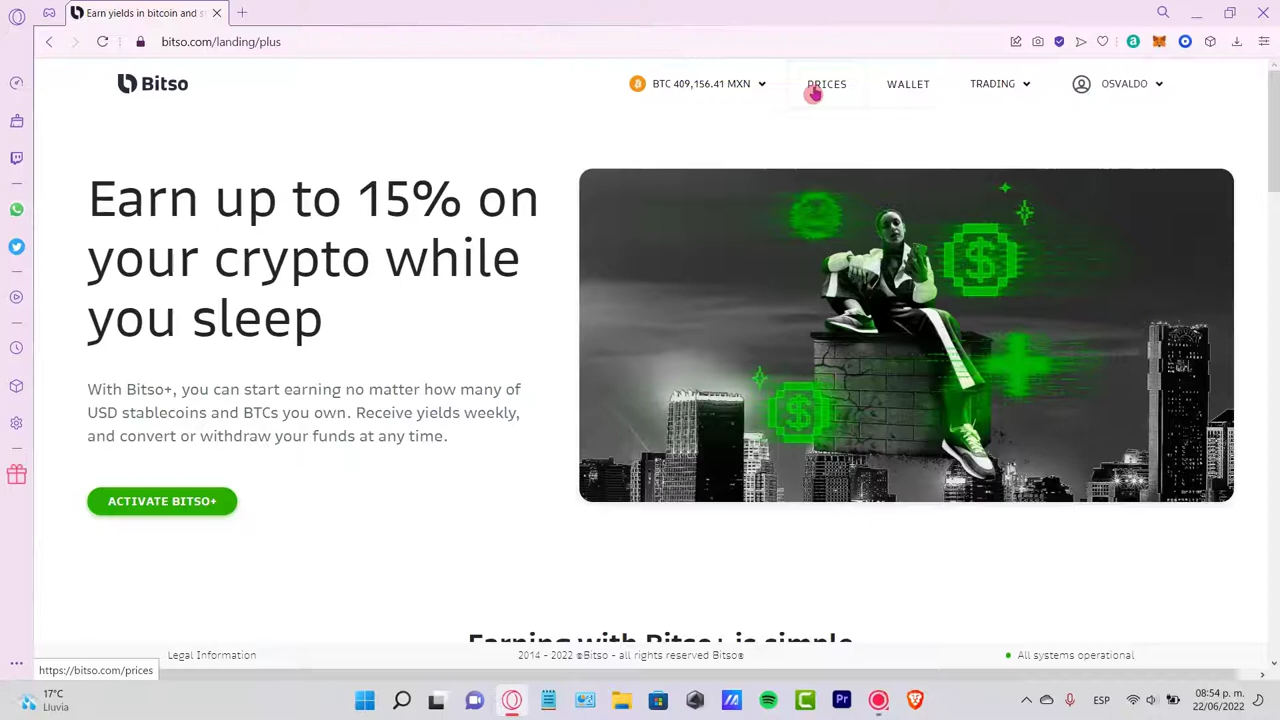 Earn yields in bitcoin and s
bitso.com/landing/plus
Bitso
BTC 409,156.41 MXN
PRICES
WALLET
TRADING
OSVALDO
Earn up to 15% on
your crypto while
you sleep
With Bitso+, you can start earning no matter how many of
USD stablecoins and BTCs you own. Receive yields weekly,
and convert or withdraw your funds at any time.
ACTIVATE BITSO+
Earning with Bitso+ is simple
Legal Information
2014 - 2022 ©Bitso - all rights reserved Bitso®
All systems operational
https://bitso.com/prices
17°C
Lluvia
ESP
08:54 p. m.
22/06/2022